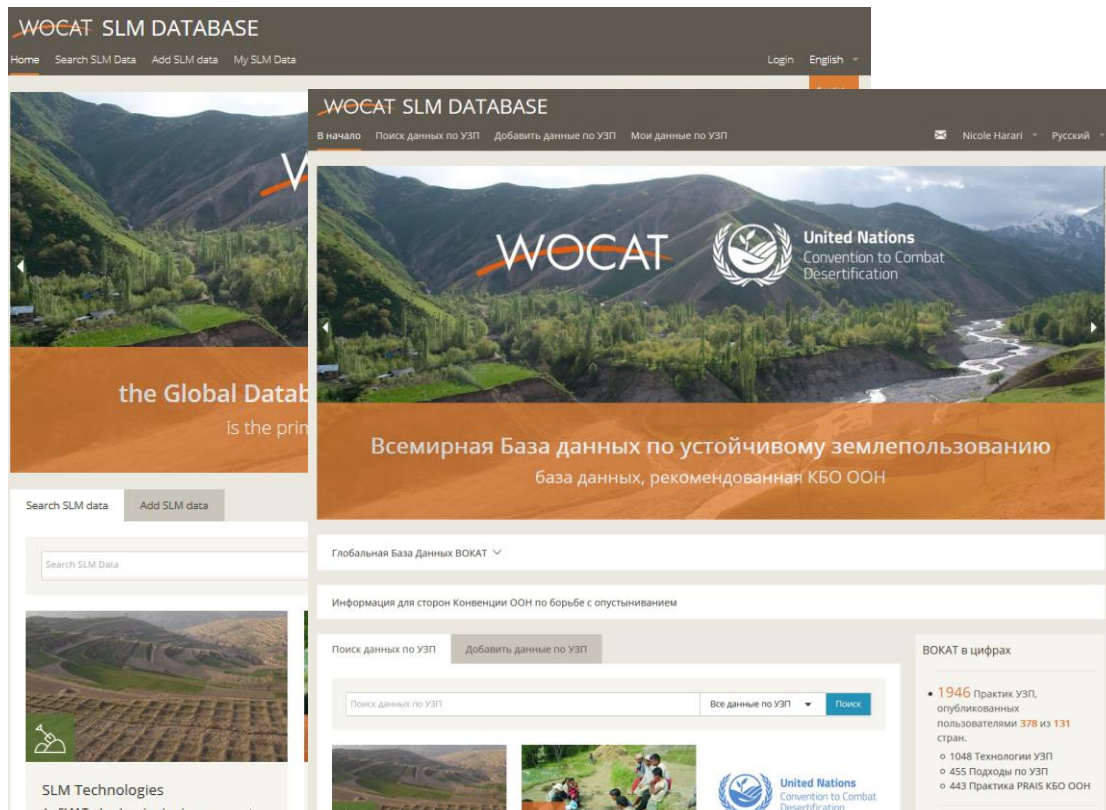 WOCAT SLM DATABASE
Home Search SLM Data Add SLM data My SLM Data Login English
the Global
is the
Search SLM data Add SLM data
Search SLM Data
SLM Technologies
WOCAT SLM DATABASE
В начало Поиск данных по УЗП Добавить данные по УЗП Мои данные по УЗП Nicole Harari Русский
WOCAT
United Nations
Convention to Combat
Desertification
Всемирная База данных по устойчивому землепользованию
база данных, рекомендованная КБО ООН
Глобальная База Данных ВОКАТ
Информация для сторон Конвенции ООН по борьбе с опустыниванием
Поиск данных по УЗП Добавить данные по УЗП
Поиск данных по УЗП Все данные по УЗП Поиск
United Nations
Convention to Combat
Desertification
ВОКАТ в цифрах
1946 Практик УЗП,
опубликованных
пользователями 378 из 131
стран.
1048 Технологии УЗП
455 Подходы по УЗП
443 Практика PRAIS КБО ООН